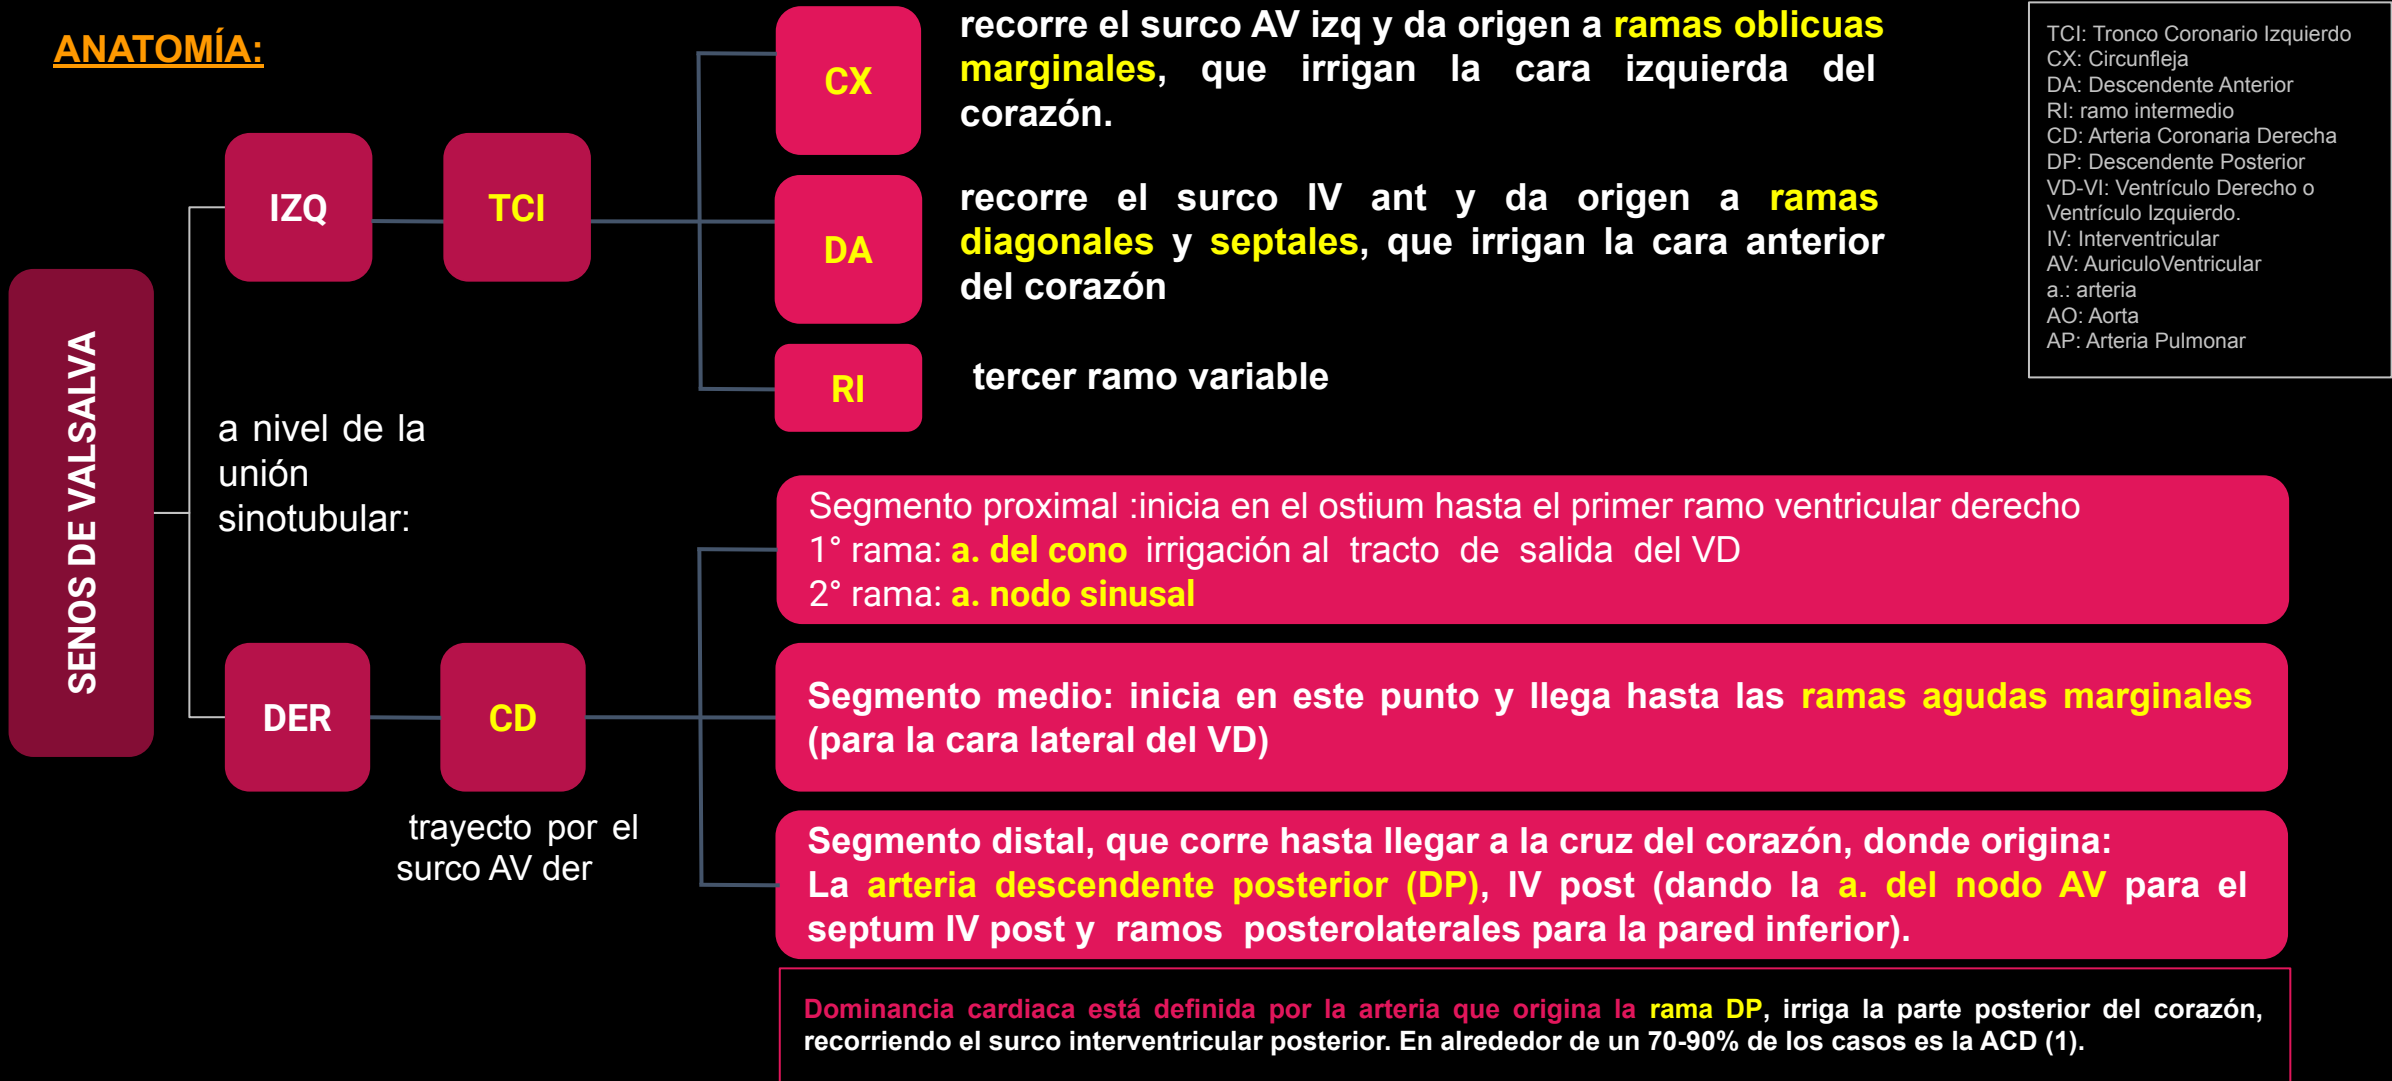 ANATOMÍA:
SENOS DE VALSALVA
a nivel de la
unión
sinotubular:
IZQ
TCI
CX
recorre el surco AV izq y da origen a ramas oblicuas
marginales, que irrigan la cara izquierda del
corazón.
DA
recorre el surco IV ant y da origen a ramas
diagonales y septales, que irrigan la cara anterior
del corazón
RI
tercer ramo variable
DER
CD
trayecto por el
surco AV der
Segmento proximal :inicia en el ostium hasta el primer ramo ventricular derecho
1° rama: a. del cono irrigación al tracto de salida del VD
2° rama: a. nodo sinusal
Segmento medio: inicia en este punto y llega hasta las ramas agudas marginales
(para la cara lateral del VD)
Segmento distal, que corre hasta llegar a la cruz del corazón, donde origina:
La arteria descendente posterior (DP), IV post (dando la a. del nodo AV para el
septum IV post y ramos posterolaterales para la pared inferior).
Dominancia cardiaca está definida por la arteria que origina la rama DP, irriga la parte posterior del corazón,
recorriendo el surco interventricular posterior. En alrededor de un 70-90% de los casos es la ACD (1).
TCI: Tronco Coronario Izquierdo
CX: Circunfleja
DA: Descendente Anterior
RI: ramo intermedio
CD: Arteria Coronaria Derecha
DP: Descendente Posterior
VD-VI: Ventrículo Derecho o
Ventrículo Izquierdo.
IV: Interventricular
AV: AuriculoVentricular
a.: arteria
AO: Aorta
AP: Arteria Pulmonar